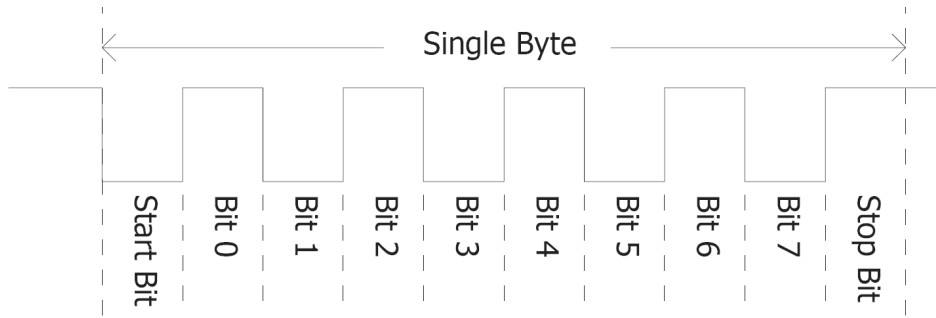 Single Byte
Start Bit
Bit 0
Bit 1
Bit 2
Bit 3
Bit 4
Bit 5
Bit 6
Bit 7
Stop Bit